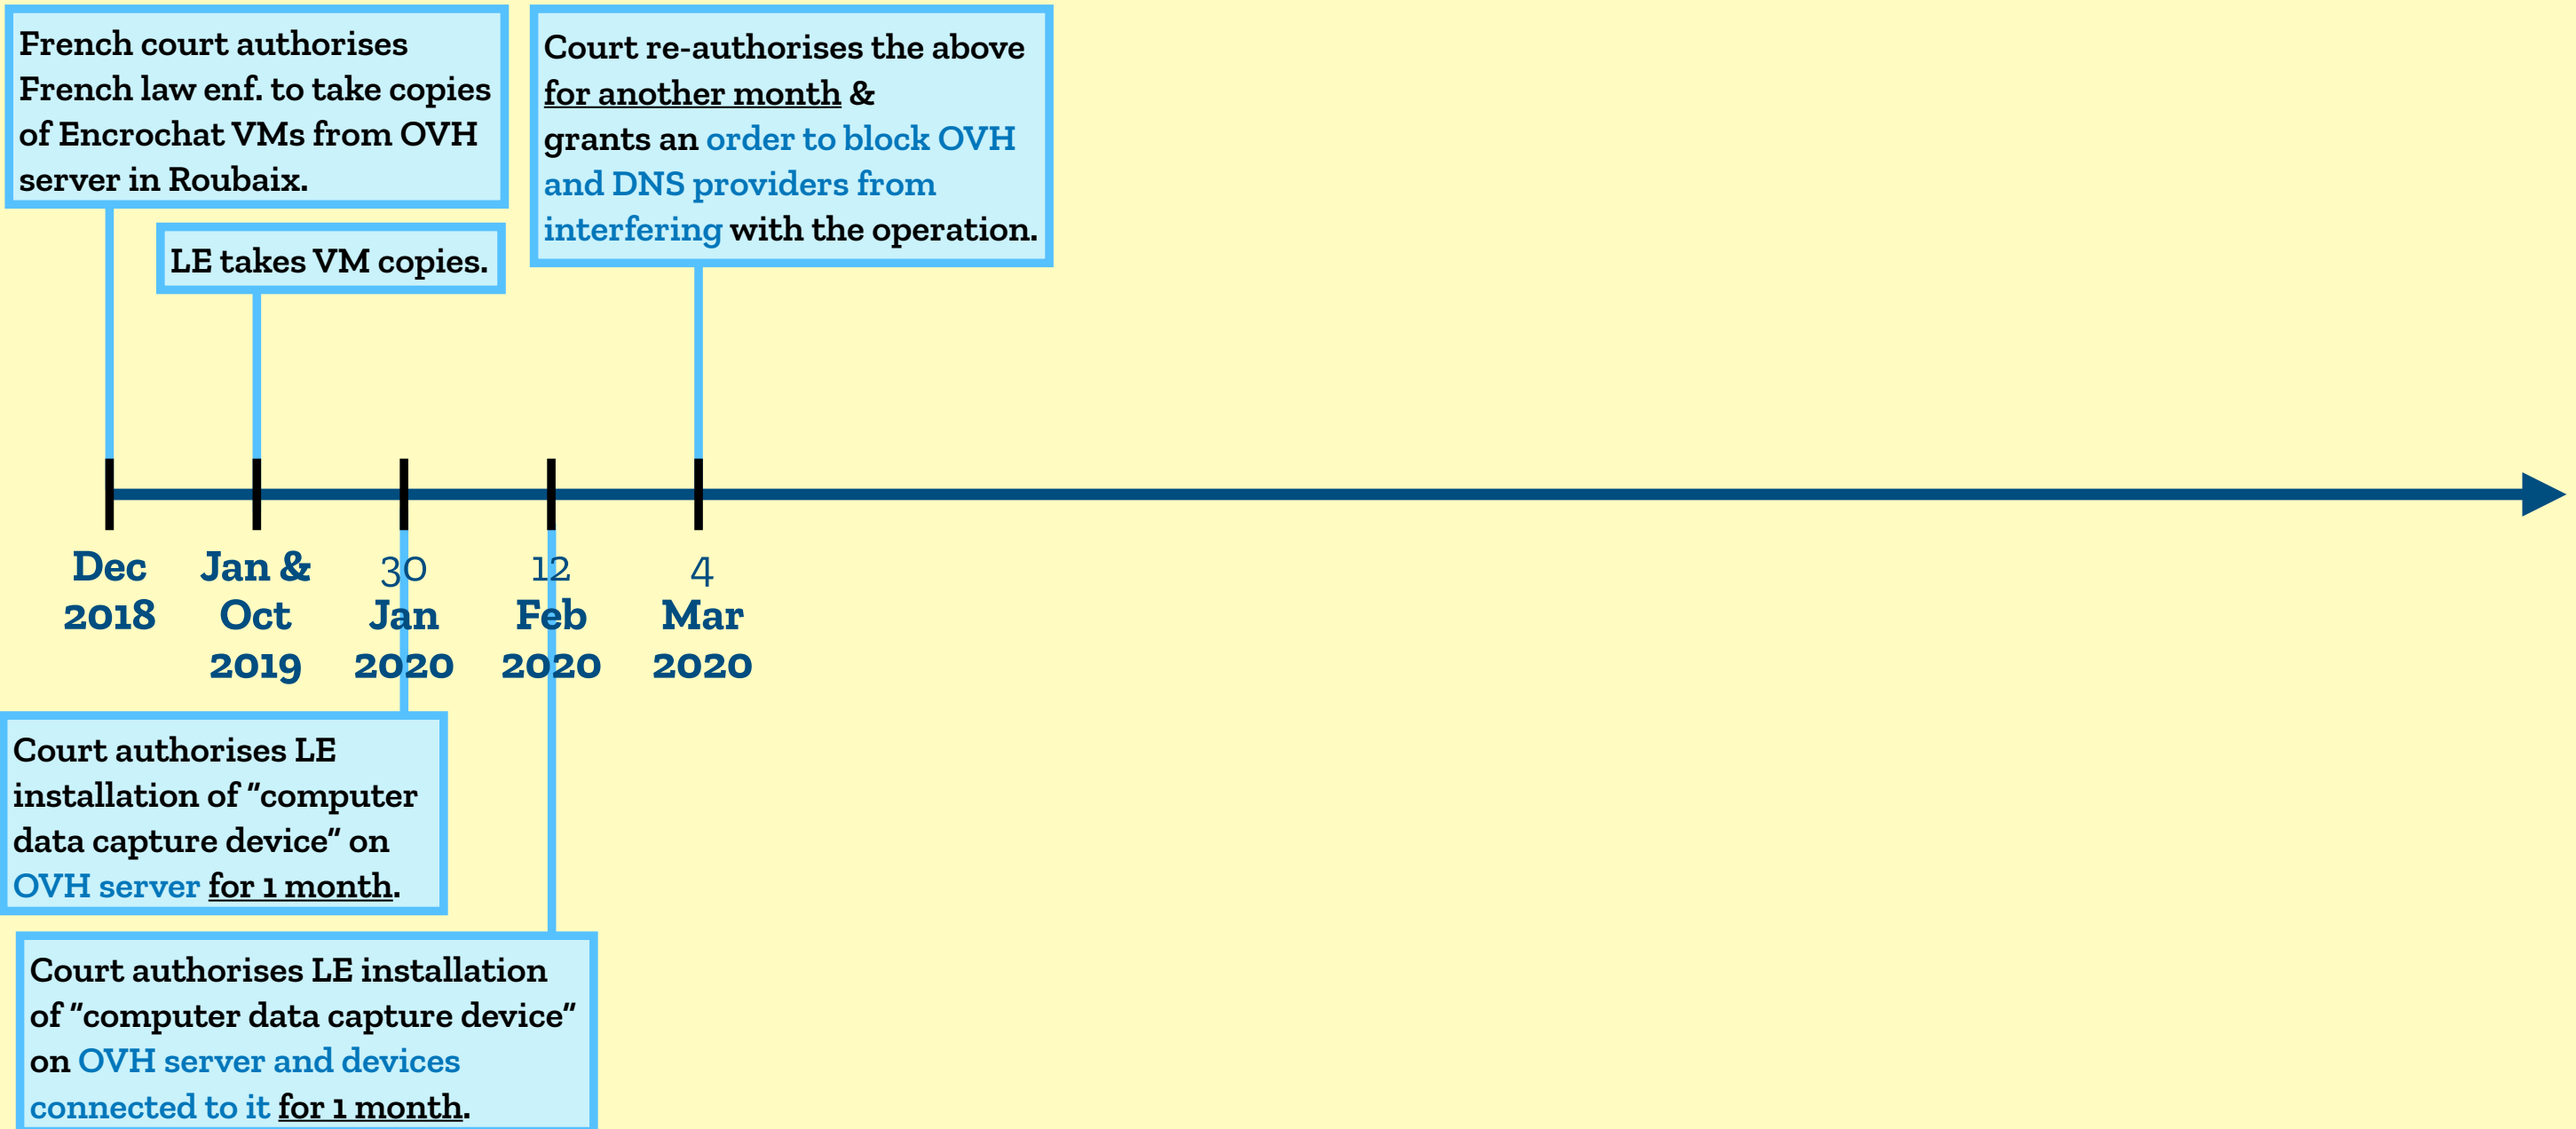 French court authorises
French law enf. to take copies
of Encrochat VMs from OVH
server in Roubaix.
LE takes VM copies.
Court re-authorises the above
for another month &
grants an order to block OVH
and DNS providers from
interfering with the operation.
Dec
2018
Jan &
Oct
2019
30
Jan
2020
12
Feb
2020
4
Mar
2020
Court authorises LE
installation of "computer
data capture device" on
OVH server for 1 month.
Court authorises LE installation
of "computer data capture device"
on OVH server and devices
connected to it for 1 month.